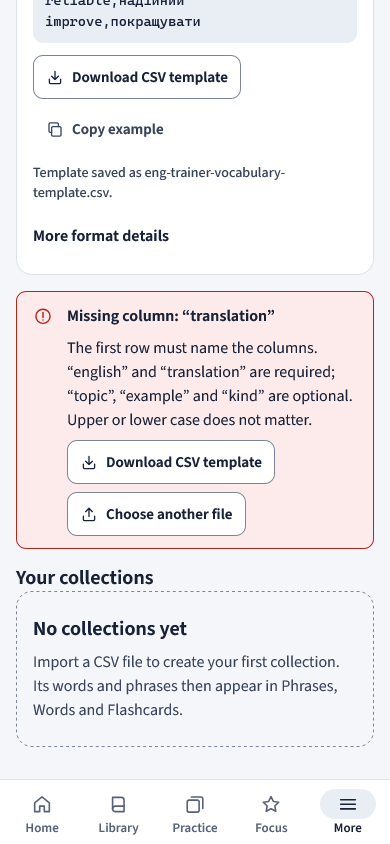 reliable,надійний
improve,покращувати
Download CSV template
Copy example
Template saved as eng-trainer-vocabulary-
template.csv.
More format details
Missing column: “translation”
The first row must name the columns.
“english” and “translation” are required;
“topic”, “example” and “kind” are optional.
Upper or lower case does not matter.
Download CSV template
Choose another file
Your collections
No collections yet
Import a CSV file to create your first collection.
Its words and phrases then appear in Phrases,
Words and Flashcards.
Home Library Practice Focus More